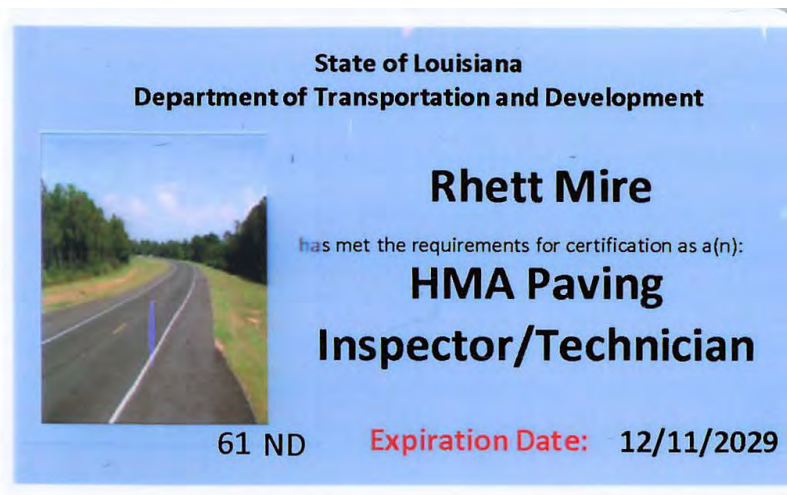 State of Louisiana
Department of Transportation and Development
Rhett Mire
has met the requirements for certification as a(n):
HMA Paving
Inspector/Technician
61 ND
Expiration Date: 12/11/2029